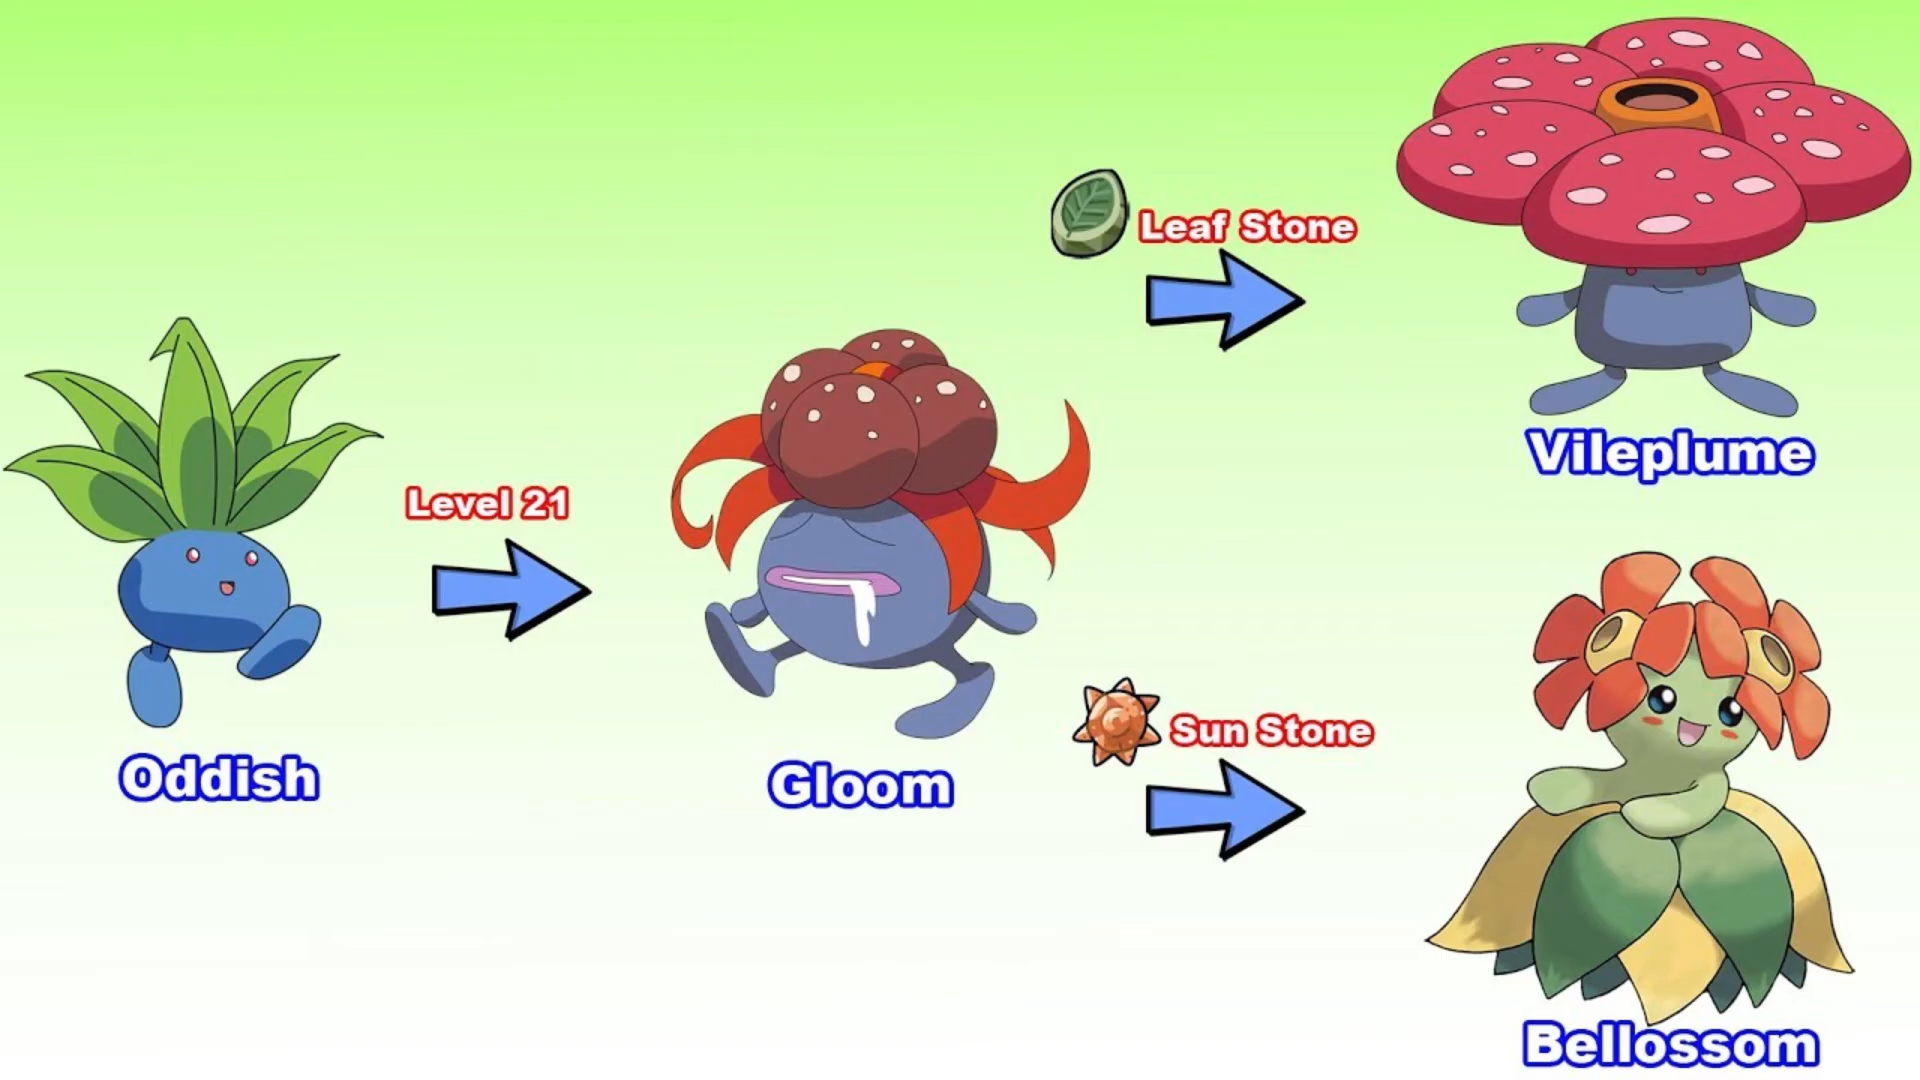 Oddish
Level 21
Gloom
Leaf Stone
Vileplume
Sun Stone
Bellossom